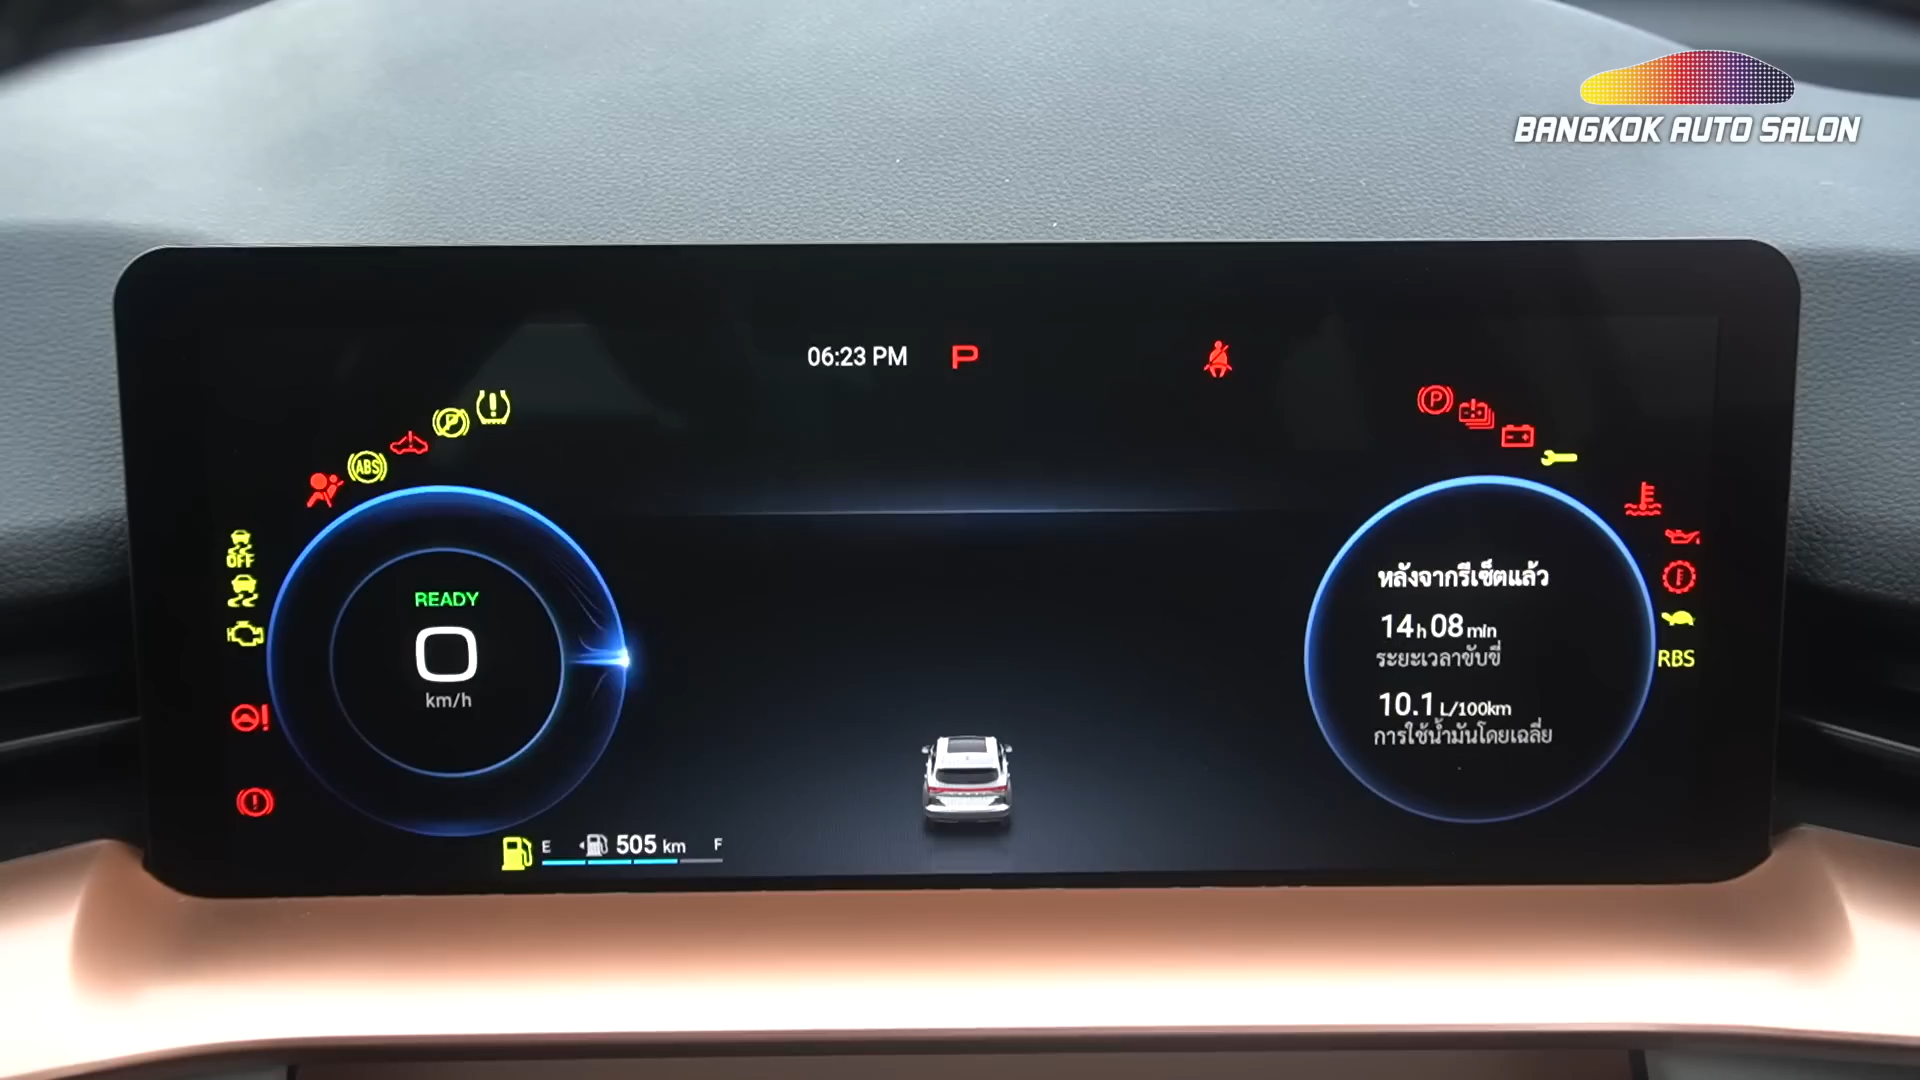 BANGKOK AUTO SALON
06:23 PM P
P
P
ABS
OFF
READY
0
km/h
หลังจากรีเซ็ตแล้ว
14 h 08 min
ระยะเวลาขับขี่
RBS
10.1 L/100km
การใช้น้ำมันโดยเฉลี่ย
E 505 km F